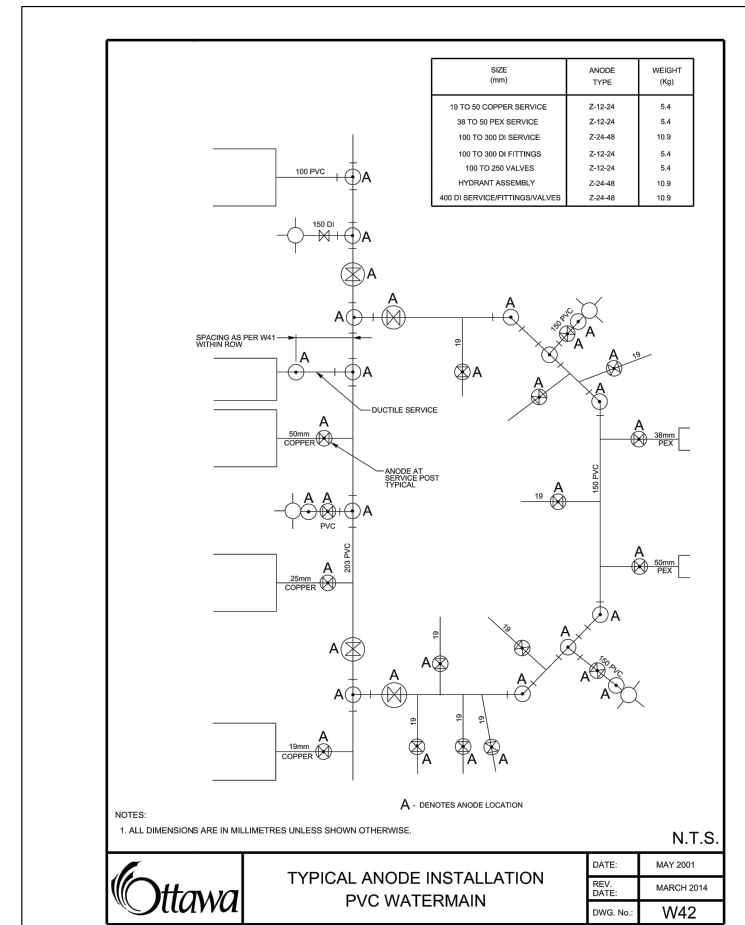 SIZE (mm) ANODE TYPE WEIGHT (Kg)
19 TO 50 COPPER SERVICE Z-12-24 5.4
38 TO 50 PEX SERVICE Z-12-24 5.4
100 TO 300 DI SERVICE Z-24-48 10.9
100 TO 300 DI FITTINGS Z-12-24 5.4
100 TO 250 VALVES Z-12-24 5.4
HYDRANT ASSEMBLY Z-24-48 10.9
400 DI SERVICE/FITTINGS/VALVES Z-24-48 10.9
100 PVC
A
150 DI
A
A
A
A
A
150 PVC
A
A
SPACING AS PER W41
WITHIN ROW
A
A
19
A
A
19
A
A
DUCTILE SERVICE
50mm
COPPER
A
A
38mm
PEX
ANODE AT
SERVICE POST
TYPICAL
A
A
A
PVC
19
A
150 PVC
203 PVC
25mm
COPPER
A
A
50mm
PEX
A
A
19
A
19
A
150 PVC
A
A
A
A
A
19
19
19
A
A
A
19mm
COPPER
A
A - DENOTES ANODE LOCATION
NOTES:
1. ALL DIMENSIONS ARE IN MILLIMETRES UNLESS SHOWN OTHERWISE.
N.T.S.
Ottawa
TYPICAL ANODE INSTALLATION
PVC WATERMAIN
DATE: MAY 2001
REV. DATE: MARCH 2014
DWG. No.: W42